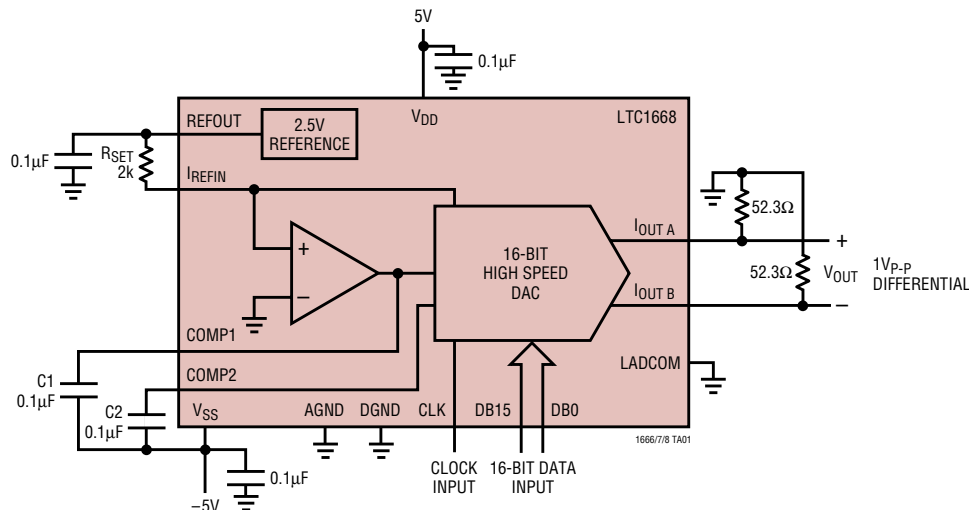 5V
0.1µF
REFOUT
2.5V
REFERENCE
VDD
LTC1668
0.1µF
RSET
2k
IREFIN
+
−
16-BIT
HIGH SPEED
DAC
IOUT A
52.3Ω
+
52.3Ω
VOUT
1VP-P
DIFFERENTIAL
IOUT B
−
COMP1
COMP2
LADCOM
C1
0.1µF
C2
0.1µF
VSS
AGND
DGND
CLK
DB15
DB0
1666/7/8 TA01
CLOCK
INPUT
16-BIT DATA
INPUT
0.1µF
−5V